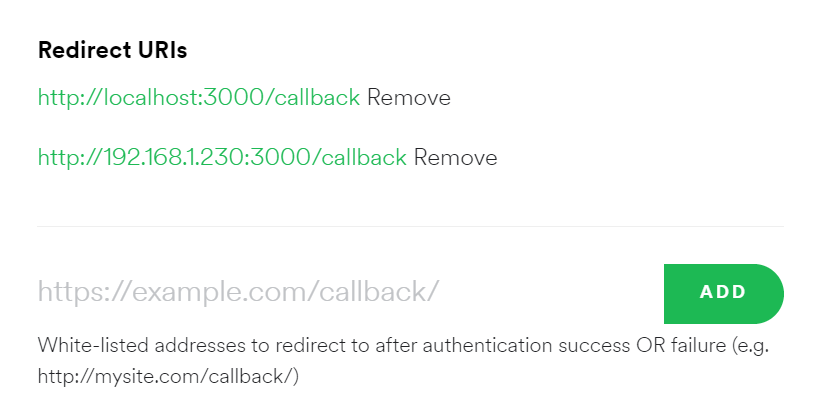 Redirect URIs
http://localhost:3000/callback Remove
http://192.168.1.230:3000/callback Remove
https://example.com/callback/
ADD
White-listed addresses to redirect to after authentication success OR failure (e.g.
http://mysite.com/callback/)